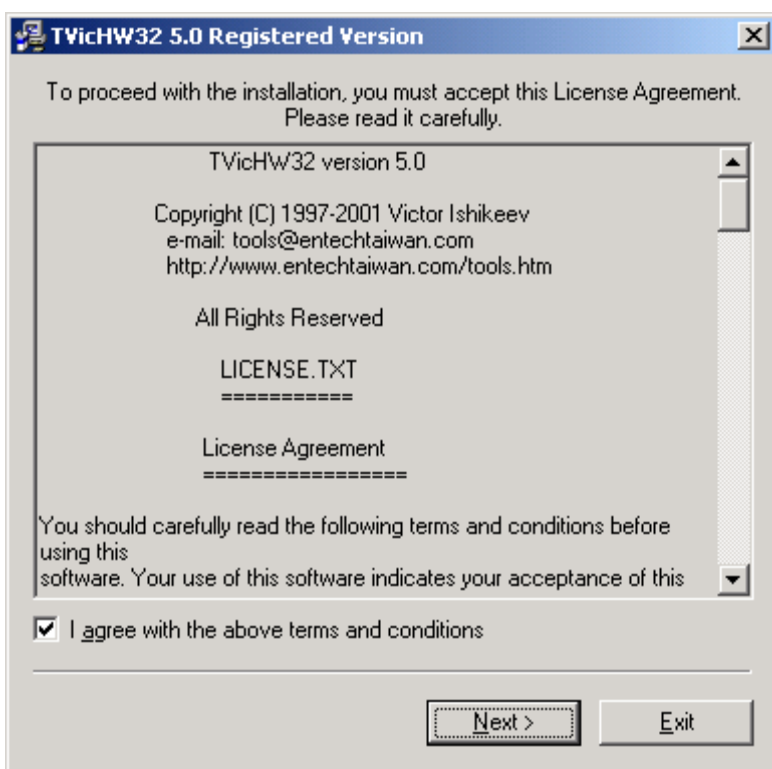 TVicHW32 5.0 Registered Version
To proceed with the installation, you must accept this License Agreement.
Please read it carefully.
TVicHW32 version 5.0
Copyright (C) 1997-2001 Victor Ishikeev
e-mail: tools@entechtaiwan.com
http://www.entechtaiwan.com/tools.htm
All Rights Reserved
LICENSE.TXT
===========
License Agreement
=================
You should carefully read the following terms and conditions before
using this
software. Your use of this software indicates your acceptance of this
I agree with the above terms and conditions
Next >
Exit